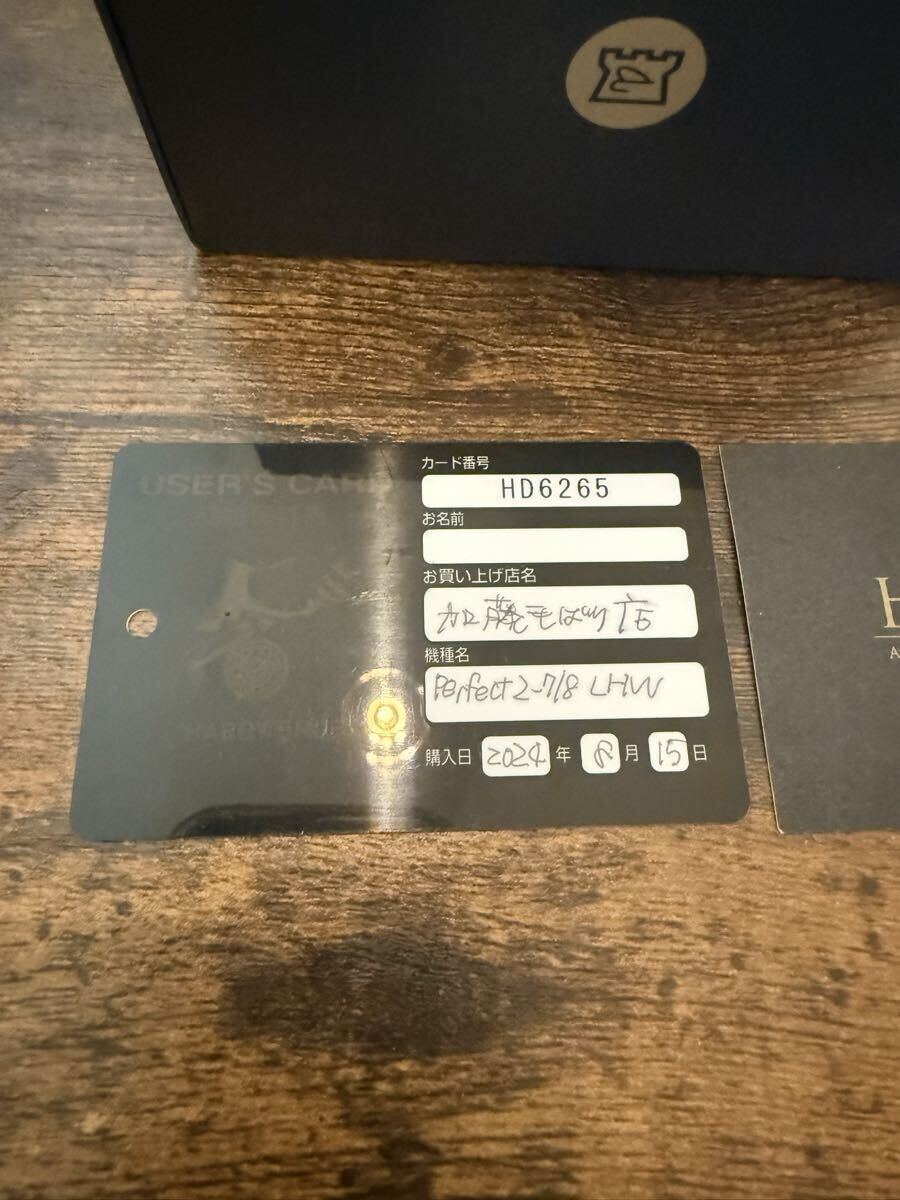 USER'S CARD
カード番号
HD6265
お名前
お買い上げ店名
加藤毛ばり店
機種名
Perfect 2-7/8 LHW
購入日 2024 年 8 月 15 日
H
A